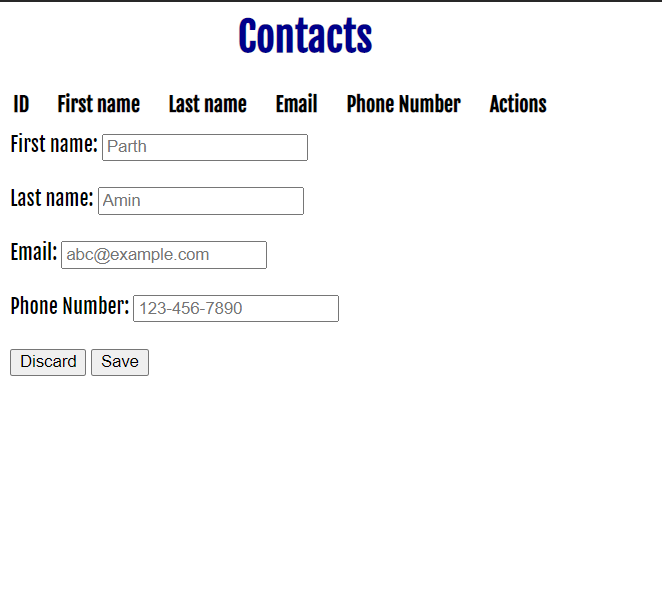 Contacts
ID First name Last name Email Phone Number Actions
First name: Parth
Last name: Amin
Email: abc@example.com
Phone Number: 123-456-7890
Discard Save